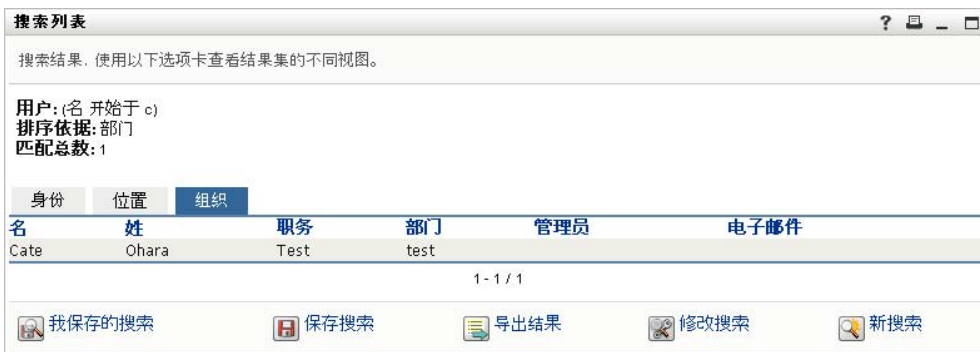 搜索列表 ?
搜索结果. 使用以下选项卡查看结果集的不同视图。
用户: (名 开始于 c)
排序依据: 部门
匹配总数: 1
身份 位置 组织
名 姓 职务 部门 管理员 电子邮件
Cate Ohara Test test
1 - 1 / 1
我保存的搜索 保存搜索 导出结果 修改搜索 新搜索